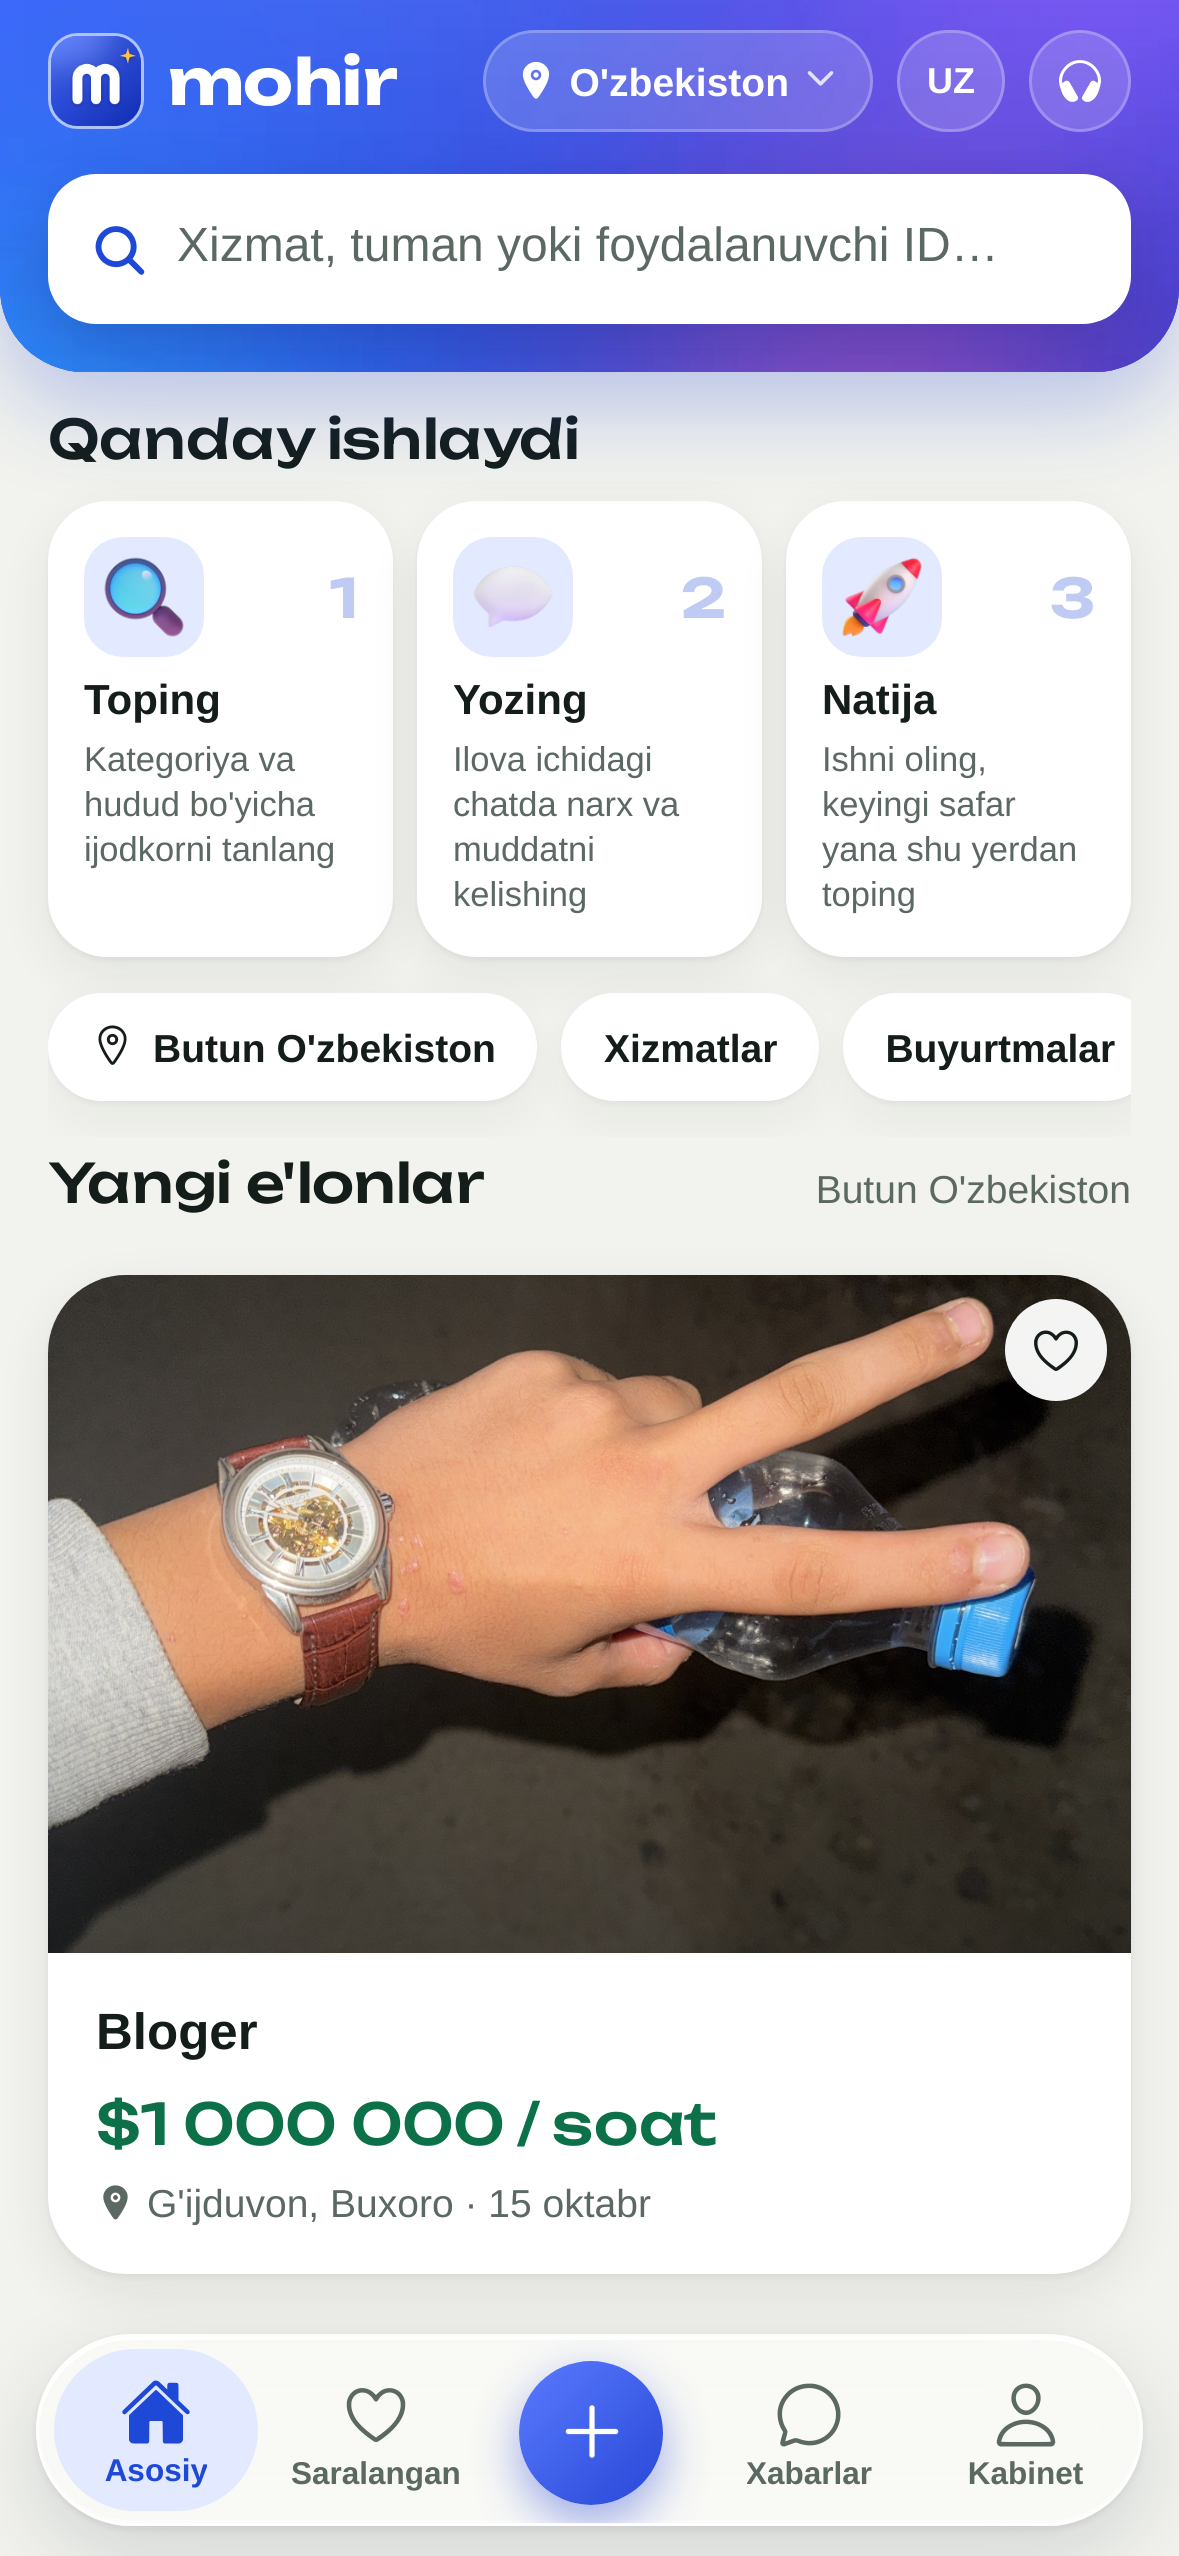 m mohir
O'zbekiston
UZ
Xizmat, tuman yoki foydalanuvchi ID...
Qanday ishlaydi
1
Toping
Kategoriya va
hudud bo'yicha
ijodkorni tanlang
2
Yozing
Ilova ichidagi
chatda narx va
muddatni
kelishing
3
Natija
Ishni oling,
keyingi safar
yana shu yerdan
toping
Butun O'zbekiston
Xizmatlar
Buyurtmalar
Yangi e'lonlar
Butun O'zbekiston
Bloger
$1 000 000 / soat
G'ijduvon, Buxoro · 15 oktabr
Asosiy
Saralangan
Xabarlar
Kabinet